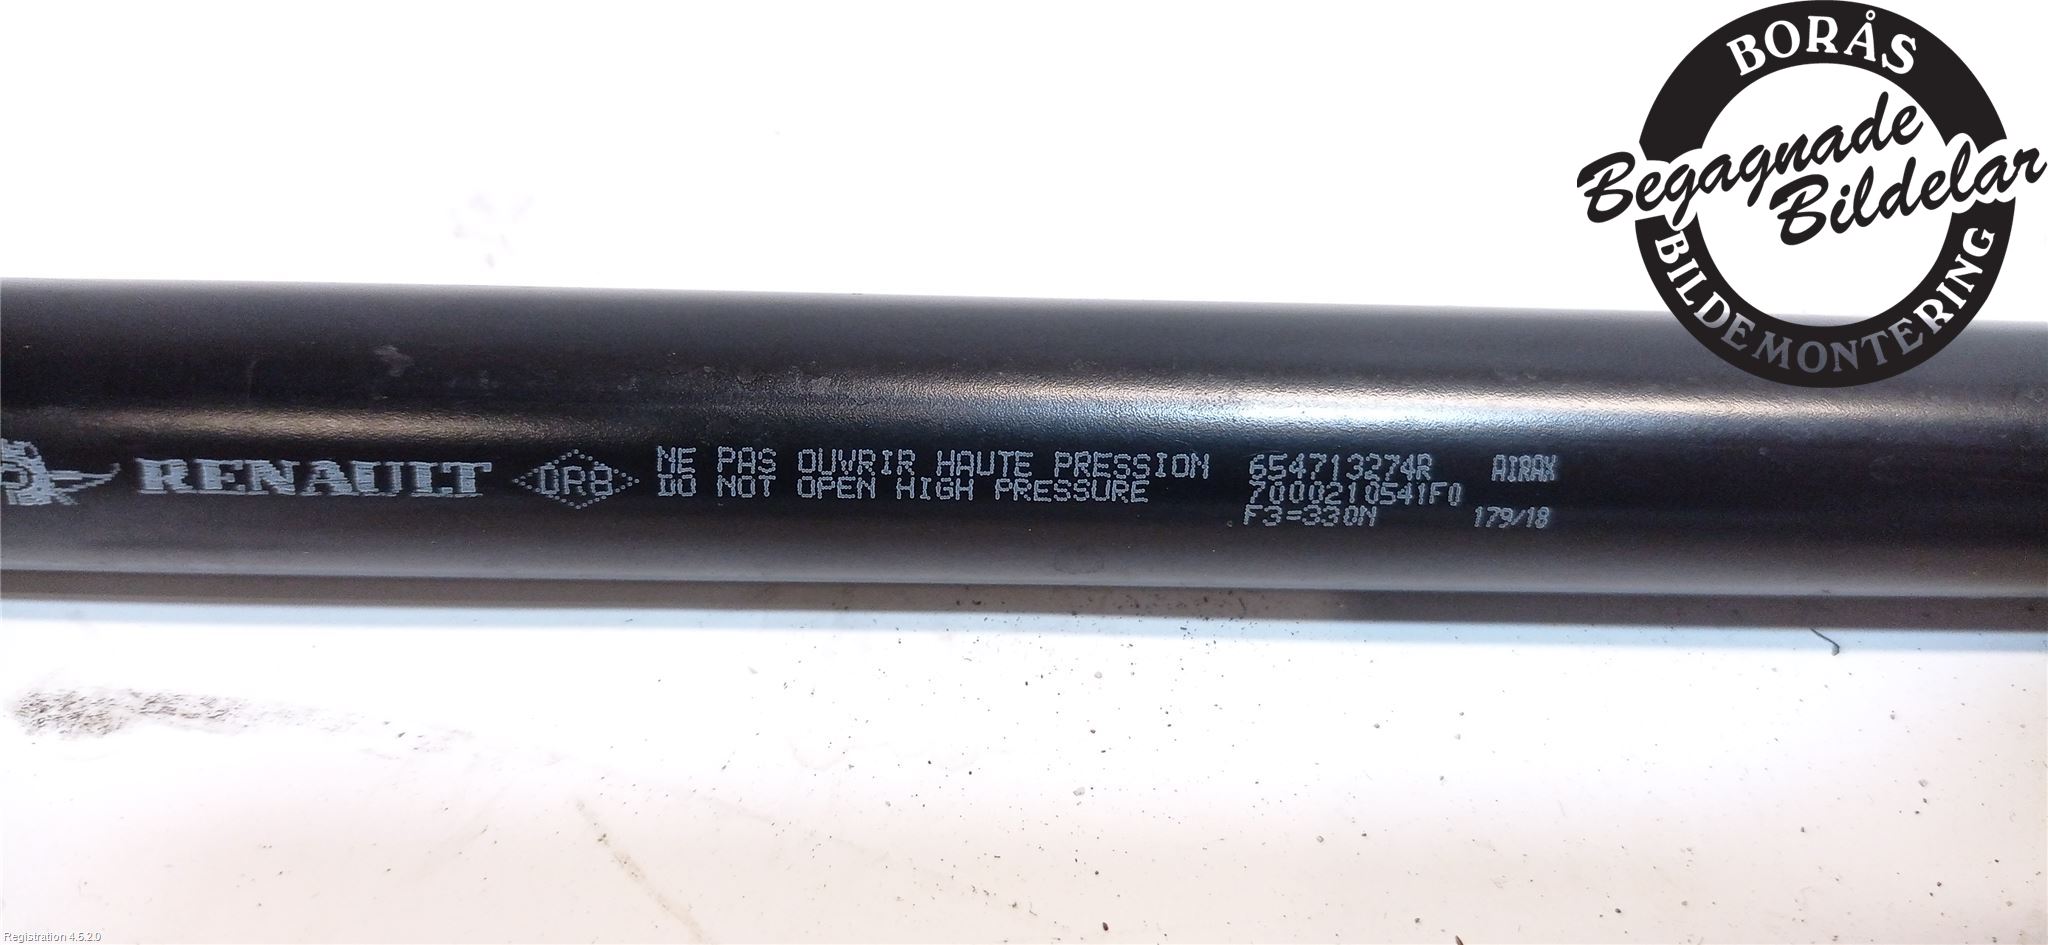 BORÅS
Begagnade
Bildelar
BILDEMONTERING
RENAULT
NE PAS OUVRIR HAUTE PRESSION
DO NOT OPEN HIGH PRESSURE
654713274R AIRAX
7000210541F0
F3=330N 179/18
Registration 4.5.2.0